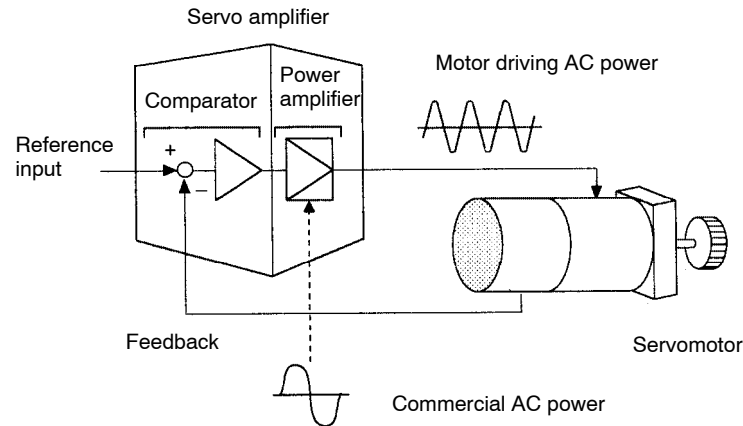 Servo amplifier
Power
amplifier
Comparator
Motor driving AC power
Reference
input
+
−
Feedback
Servomotor
Commercial AC power